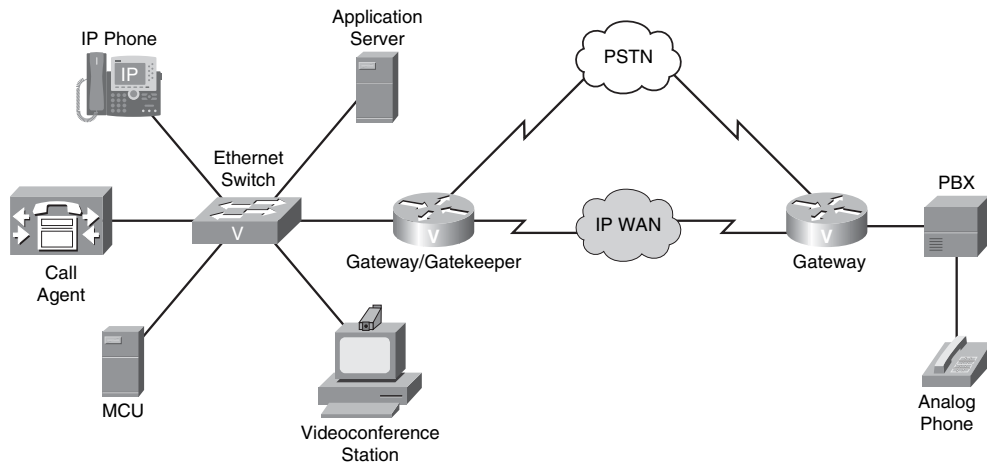 Application
Server
IP Phone
IP
PSTN
Ethernet
Switch
PBX
V
V
IP WAN
V
Call
Agent
Gateway/Gatekeeper
Gateway
MCU
Videoconference
Station
Analog
Phone